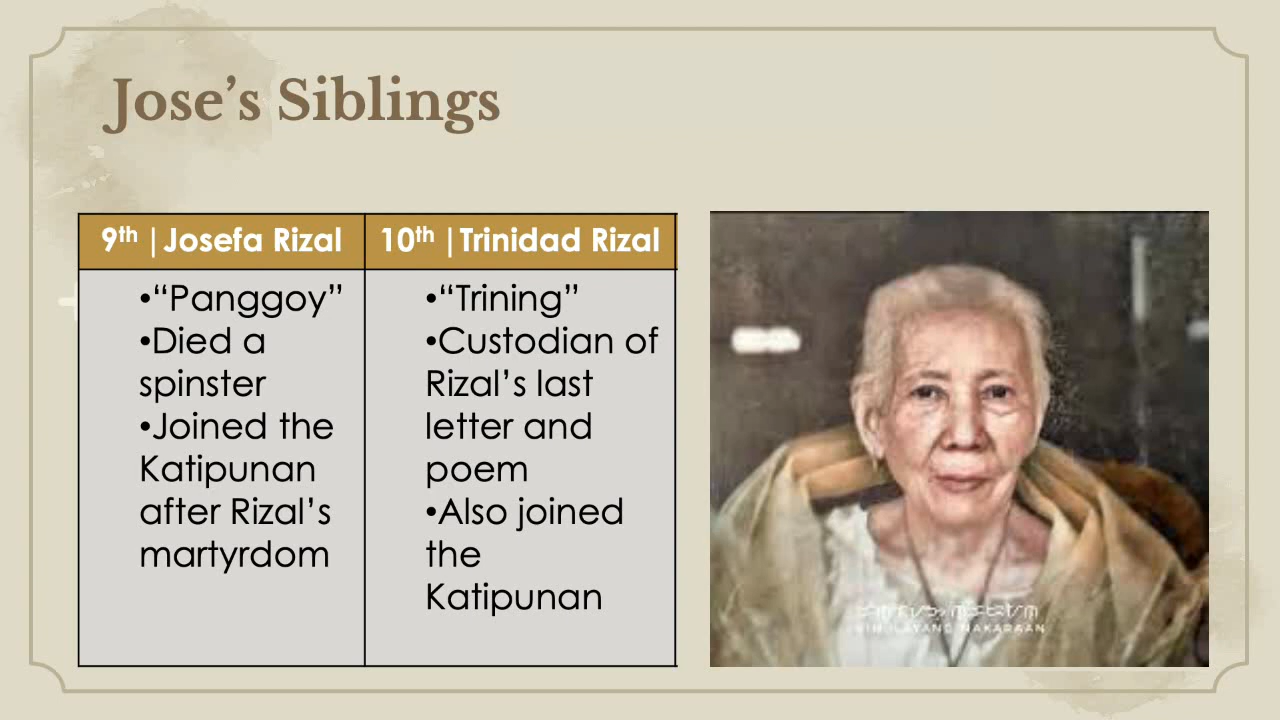 Jose’s Siblings
9th |Josefa Rizal
•“Panggoy”
•Died a
spinster
•Joined the
Katipunan
after Rizal’s
martyrdom
10th |Trinidad Rizal
•“Trining”
•Custodian of
Rizal’s last
letter and
poem
•Also joined
the
Katipunan
NAKARAAN